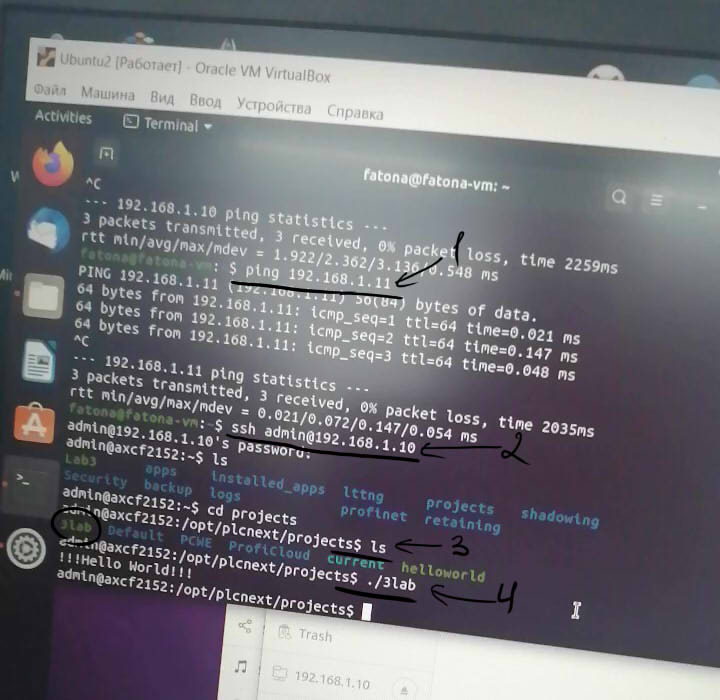 Ubuntu2 [Работает] - Oracle VM VirtualBox
Файл Машина Вид Ввод Устройства Справка
Activities Terminal
fatona@fatona-vm: ~
^C
--- 192.168.1.10 ping statistics ---
3 packets transmitted, 3 received, 0% packet loss, time 2259ms
rtt min/avg/max/mdev = 1.922/2.362/3.136/0.548 ms
1
fatona@fatona-vm: $ ping 192.168.1.11
PING 192.168.1.11 (192.168.1.11) 56(84) bytes of data.
64 bytes from 192.168.1.11: icmp_seq=1 ttl=64 time=0.021 ms
64 bytes from 192.168.1.11: icmp_seq=2 ttl=64 time=0.147 ms
64 bytes from 192.168.1.11: icmp_seq=3 ttl=64 time=0.048 ms
^C
--- 192.168.1.11 ping statistics ---
3 packets transmitted, 3 received, 0% packet loss, time 2035ms
rtt min/avg/max/mdev = 0.021/0.072/0.147/0.054 ms
fatona@fatona-vm:~$ ssh admin@192.168.1.10
2
admin@192.168.1.10's password:
admin@axcf2152:~$ ls
Lab3 apps installed_apps lttng projects shadowing
Security backup logs profinet retaining
admin@axcf2152:~$ cd projects
admin@axcf2152:/opt/plcnext/projects$ ls
3
3lab Default PCWE ProfiCloud current helloworld
admin@axcf2152:/opt/plcnext/projects$ ./3lab
4
!!!Hello World!!!
admin@axcf2152:/opt/plcnext/projects$
Trash
192.168.1.10